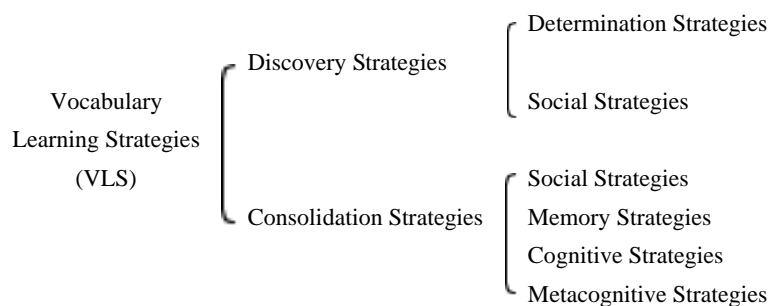 Vocabulary
Learning Strategies
(VLS)
Discovery Strategies
Determination Strategies
Social Strategies
Consolidation Strategies
Social Strategies
Memory Strategies
Cognitive Strategies
Metacognitive Strategies